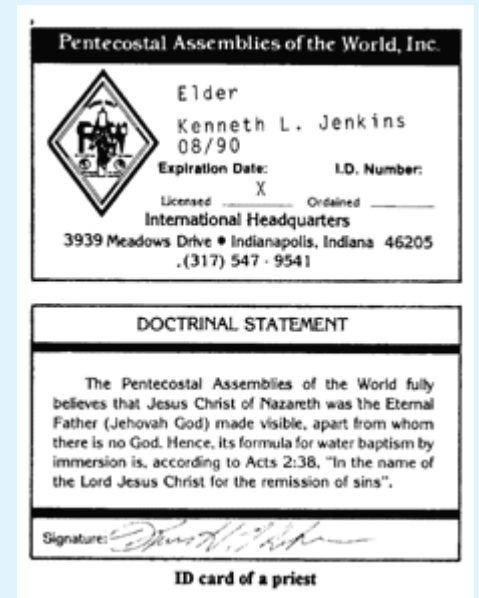 Pentecostal Assemblies of the World, Inc.
Elder
Kenneth L. Jenkins
08/90
Expiration Date: I.D. Number:
X
Licensed ________ Ordained ________
International Headquarters
3939 Meadows Drive • Indianapolis, Indiana 46205
.(317) 547 - 9541
DOCTRINAL STATEMENT
The Pentecostal Assemblies of the World fully
believes that Jesus Christ of Nazareth was the Eternal
Father (Jehovah God) made visible, apart from whom
there is no God. Hence, its formula for water baptism by
immersion is, according to Acts 2:38, "In the name of
the Lord Jesus Christ for the remission of sins".
Signature:
ID card of a priest